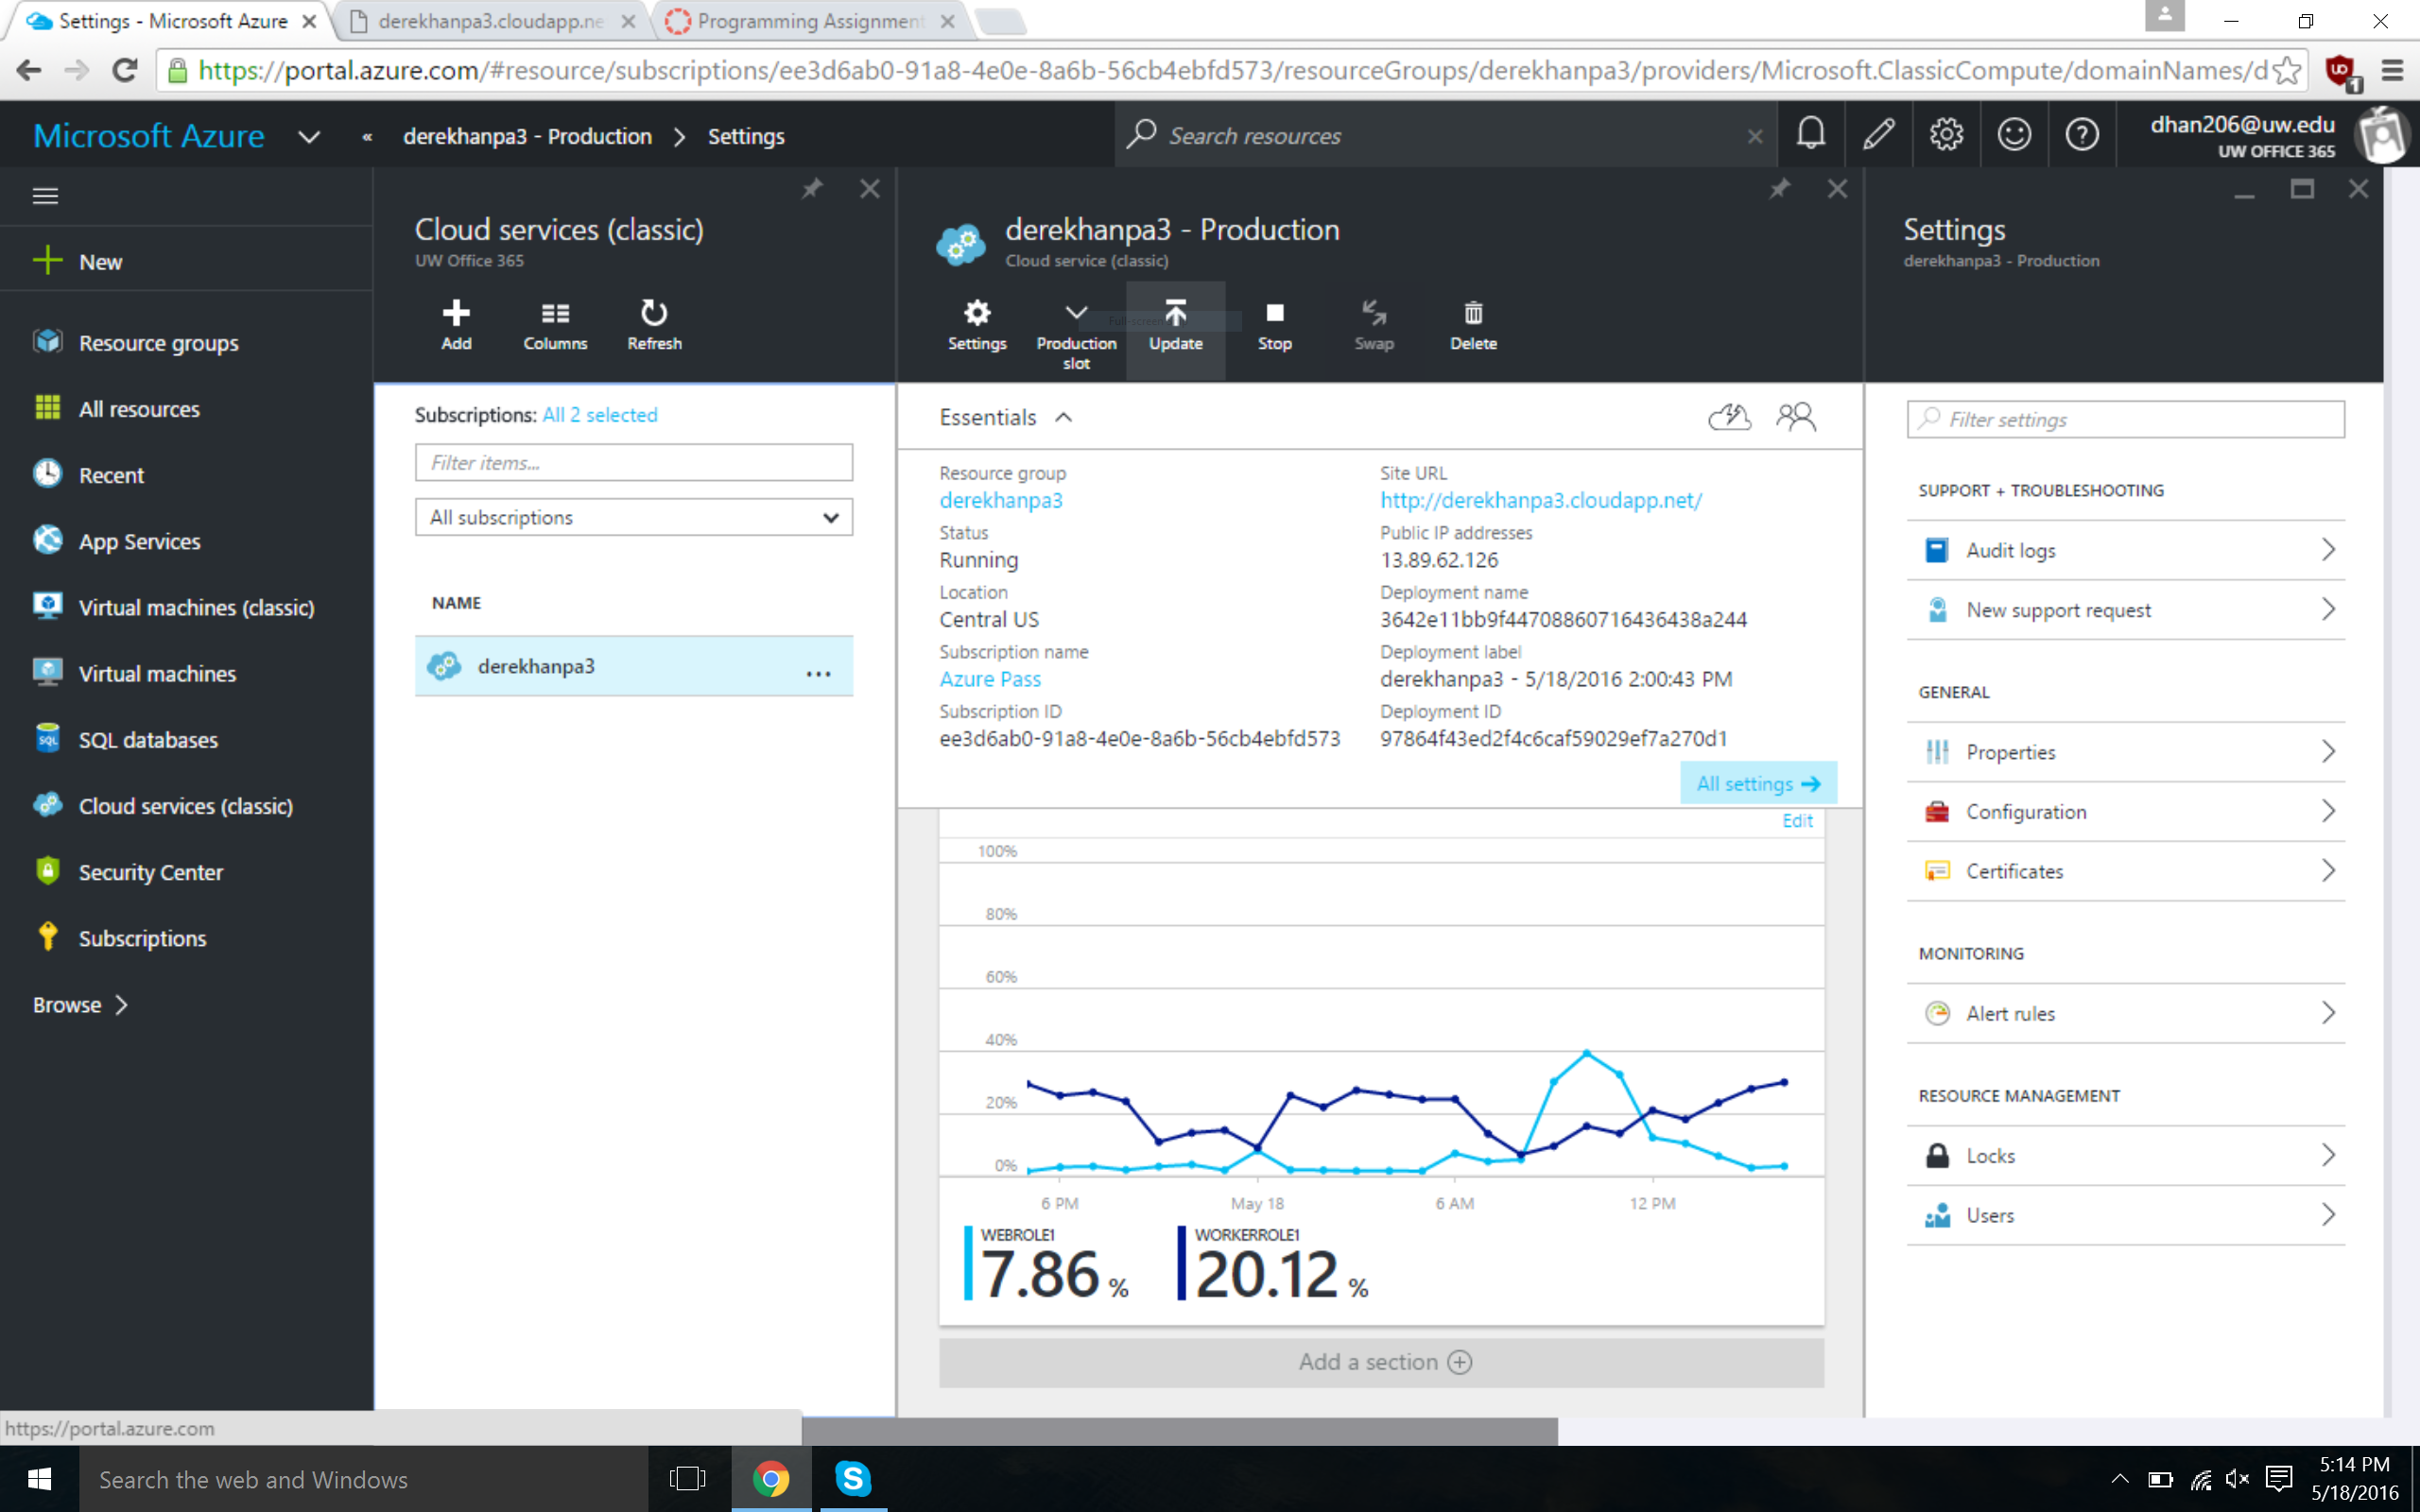 Settings - Microsoft Azure
derekhanpa3.cloudapp.ne
Programming Assignment
https://portal.azure.com/#resource/subscriptions/ee3d6ab0-91a8-4e0e-8a6b-56cb4ebfd573/resourceGroups/derekhanpa3/providers/Microsoft.ClassicCompute/domainNames/d
1
Microsoft Azure
«
derekhanpa3 - Production > Settings
Search resources
dhan206@uw.edu
UW OFFICE 365
New
Resource groups
All resources
Recent
App Services
Virtual machines (classic)
Virtual machines
SQL databases
Cloud services (classic)
Security Center
Subscriptions
Browse >
Cloud services (classic)
UW Office 365
Add
Columns
Refresh
Subscriptions: All 2 selected
Filter items...
All subscriptions
NAME
derekhanpa3
...
derekhanpa3 - Production
Cloud service (classic)
Settings
Production slot
Update
Stop
Swap
Delete
Essentials
Resource group
derekhanpa3
Status
Running
Location
Central US
Subscription name
Azure Pass
Subscription ID
ee3d6ab0-91a8-4e0e-8a6b-56cb4ebfd573
Site URL
http://derekhanpa3.cloudapp.net/
Public IP addresses
13.89.62.126
Deployment name
3642e11bb9f44708860716436438a244
Deployment label
derekhanpa3 - 5/18/2016 2:00:43 PM
Deployment ID
97864f43ed2f4c6caf59029ef7a270d1
All settings
Edit
100%
80%
60%
40%
20%
0%
6 PM
May 18
6 AM
12 PM
WEBROLE1
7.86 %
WORKERROLE1
20.12 %
Add a section
Settings
derekhanpa3 - Production
Filter settings
SUPPORT + TROUBLESHOOTING
Audit logs
New support request
GENERAL
Properties
Configuration
Certificates
MONITORING
Alert rules
RESOURCE MANAGEMENT
Locks
Users
https://portal.azure.com
Search the web and Windows
5:14 PM
5/18/2016